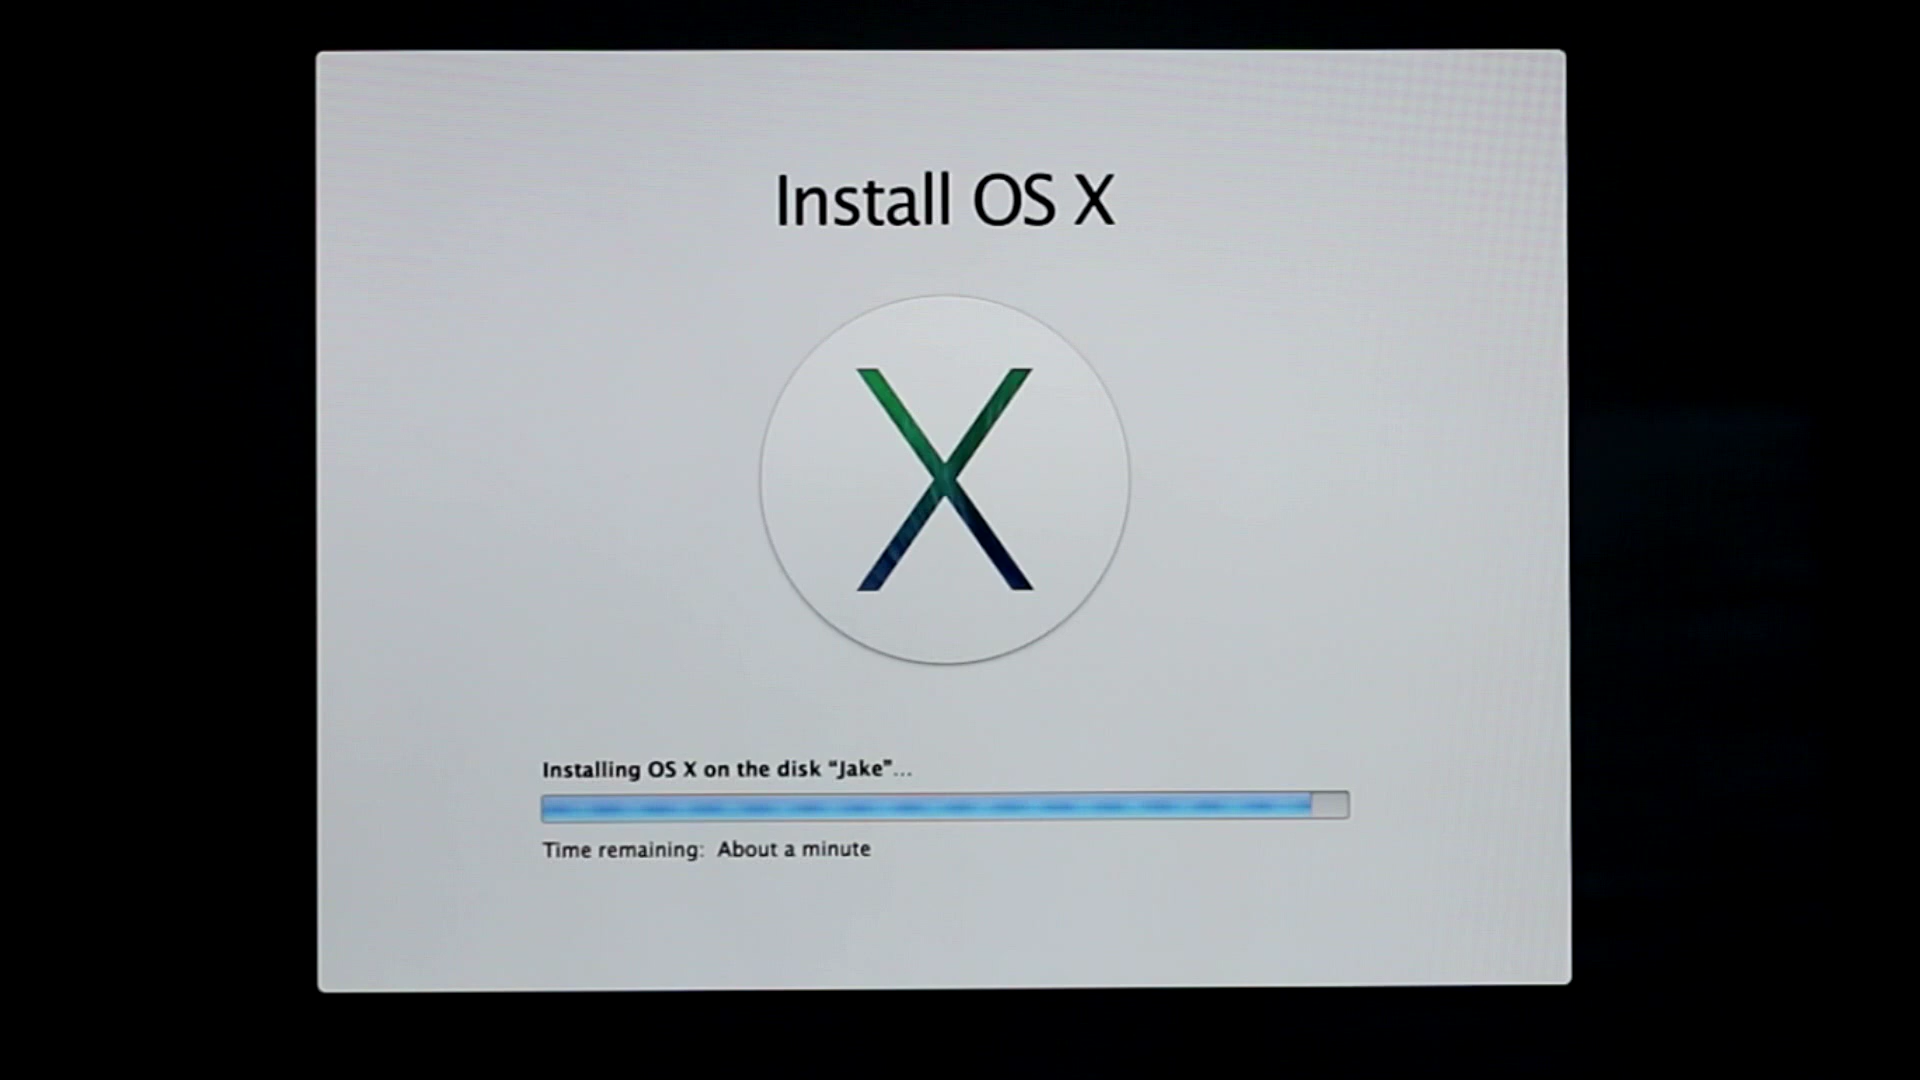 Install OS X
X
Installing OS X on the disk “Jake”...
Time remaining: About a minute